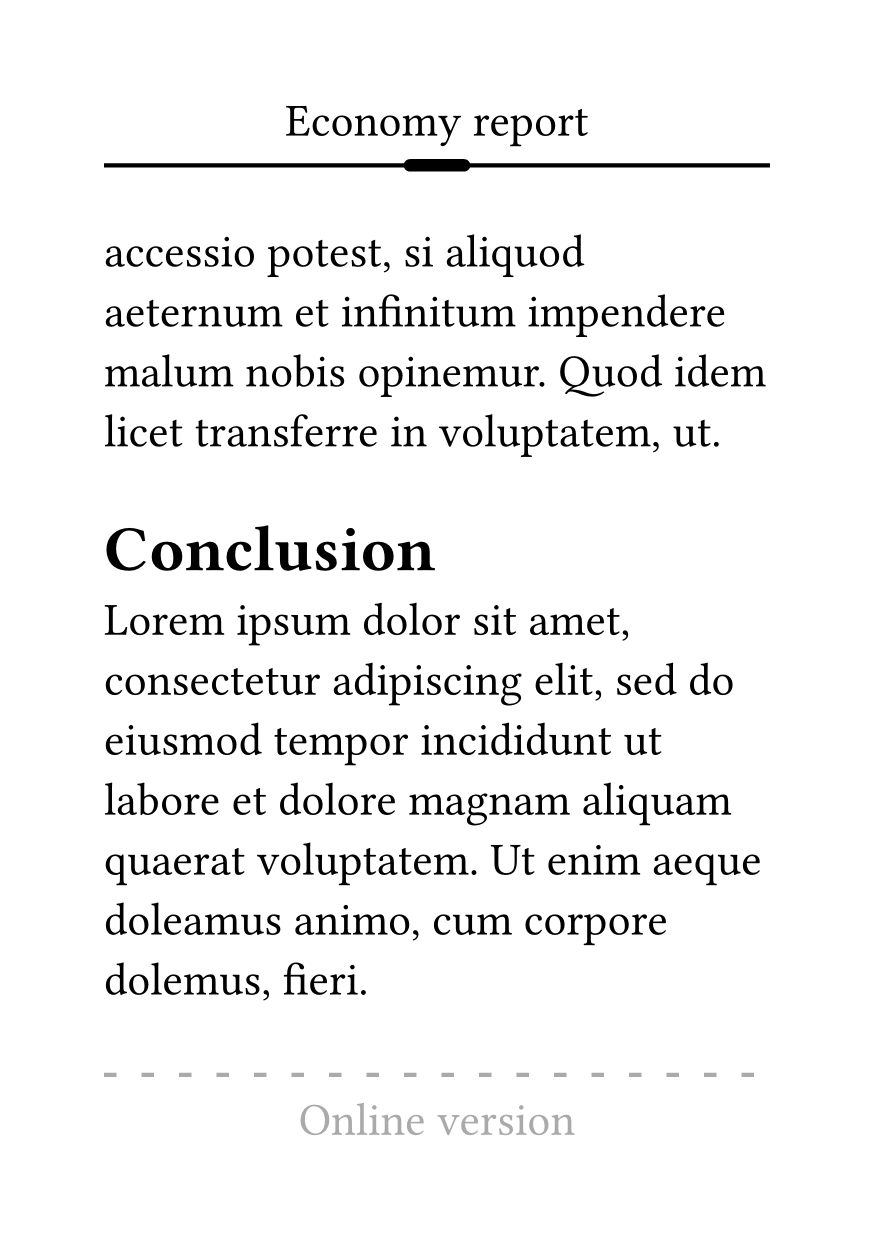 Economy report
accessio potest, si aliquod
aeternum et infinitum impendere
malum nobis opinemur. Quod idem
licet transferre in voluptatem, ut.
Conclusion
Lorem ipsum dolor sit amet,
consectetur adipiscing elit, sed do
eiusmod tempor incididunt ut
labore et dolore magnam aliquam
quaerat voluptatem. Ut enim aeque
doleamus animo, cum corpore
dolemus, fieri.
Online version